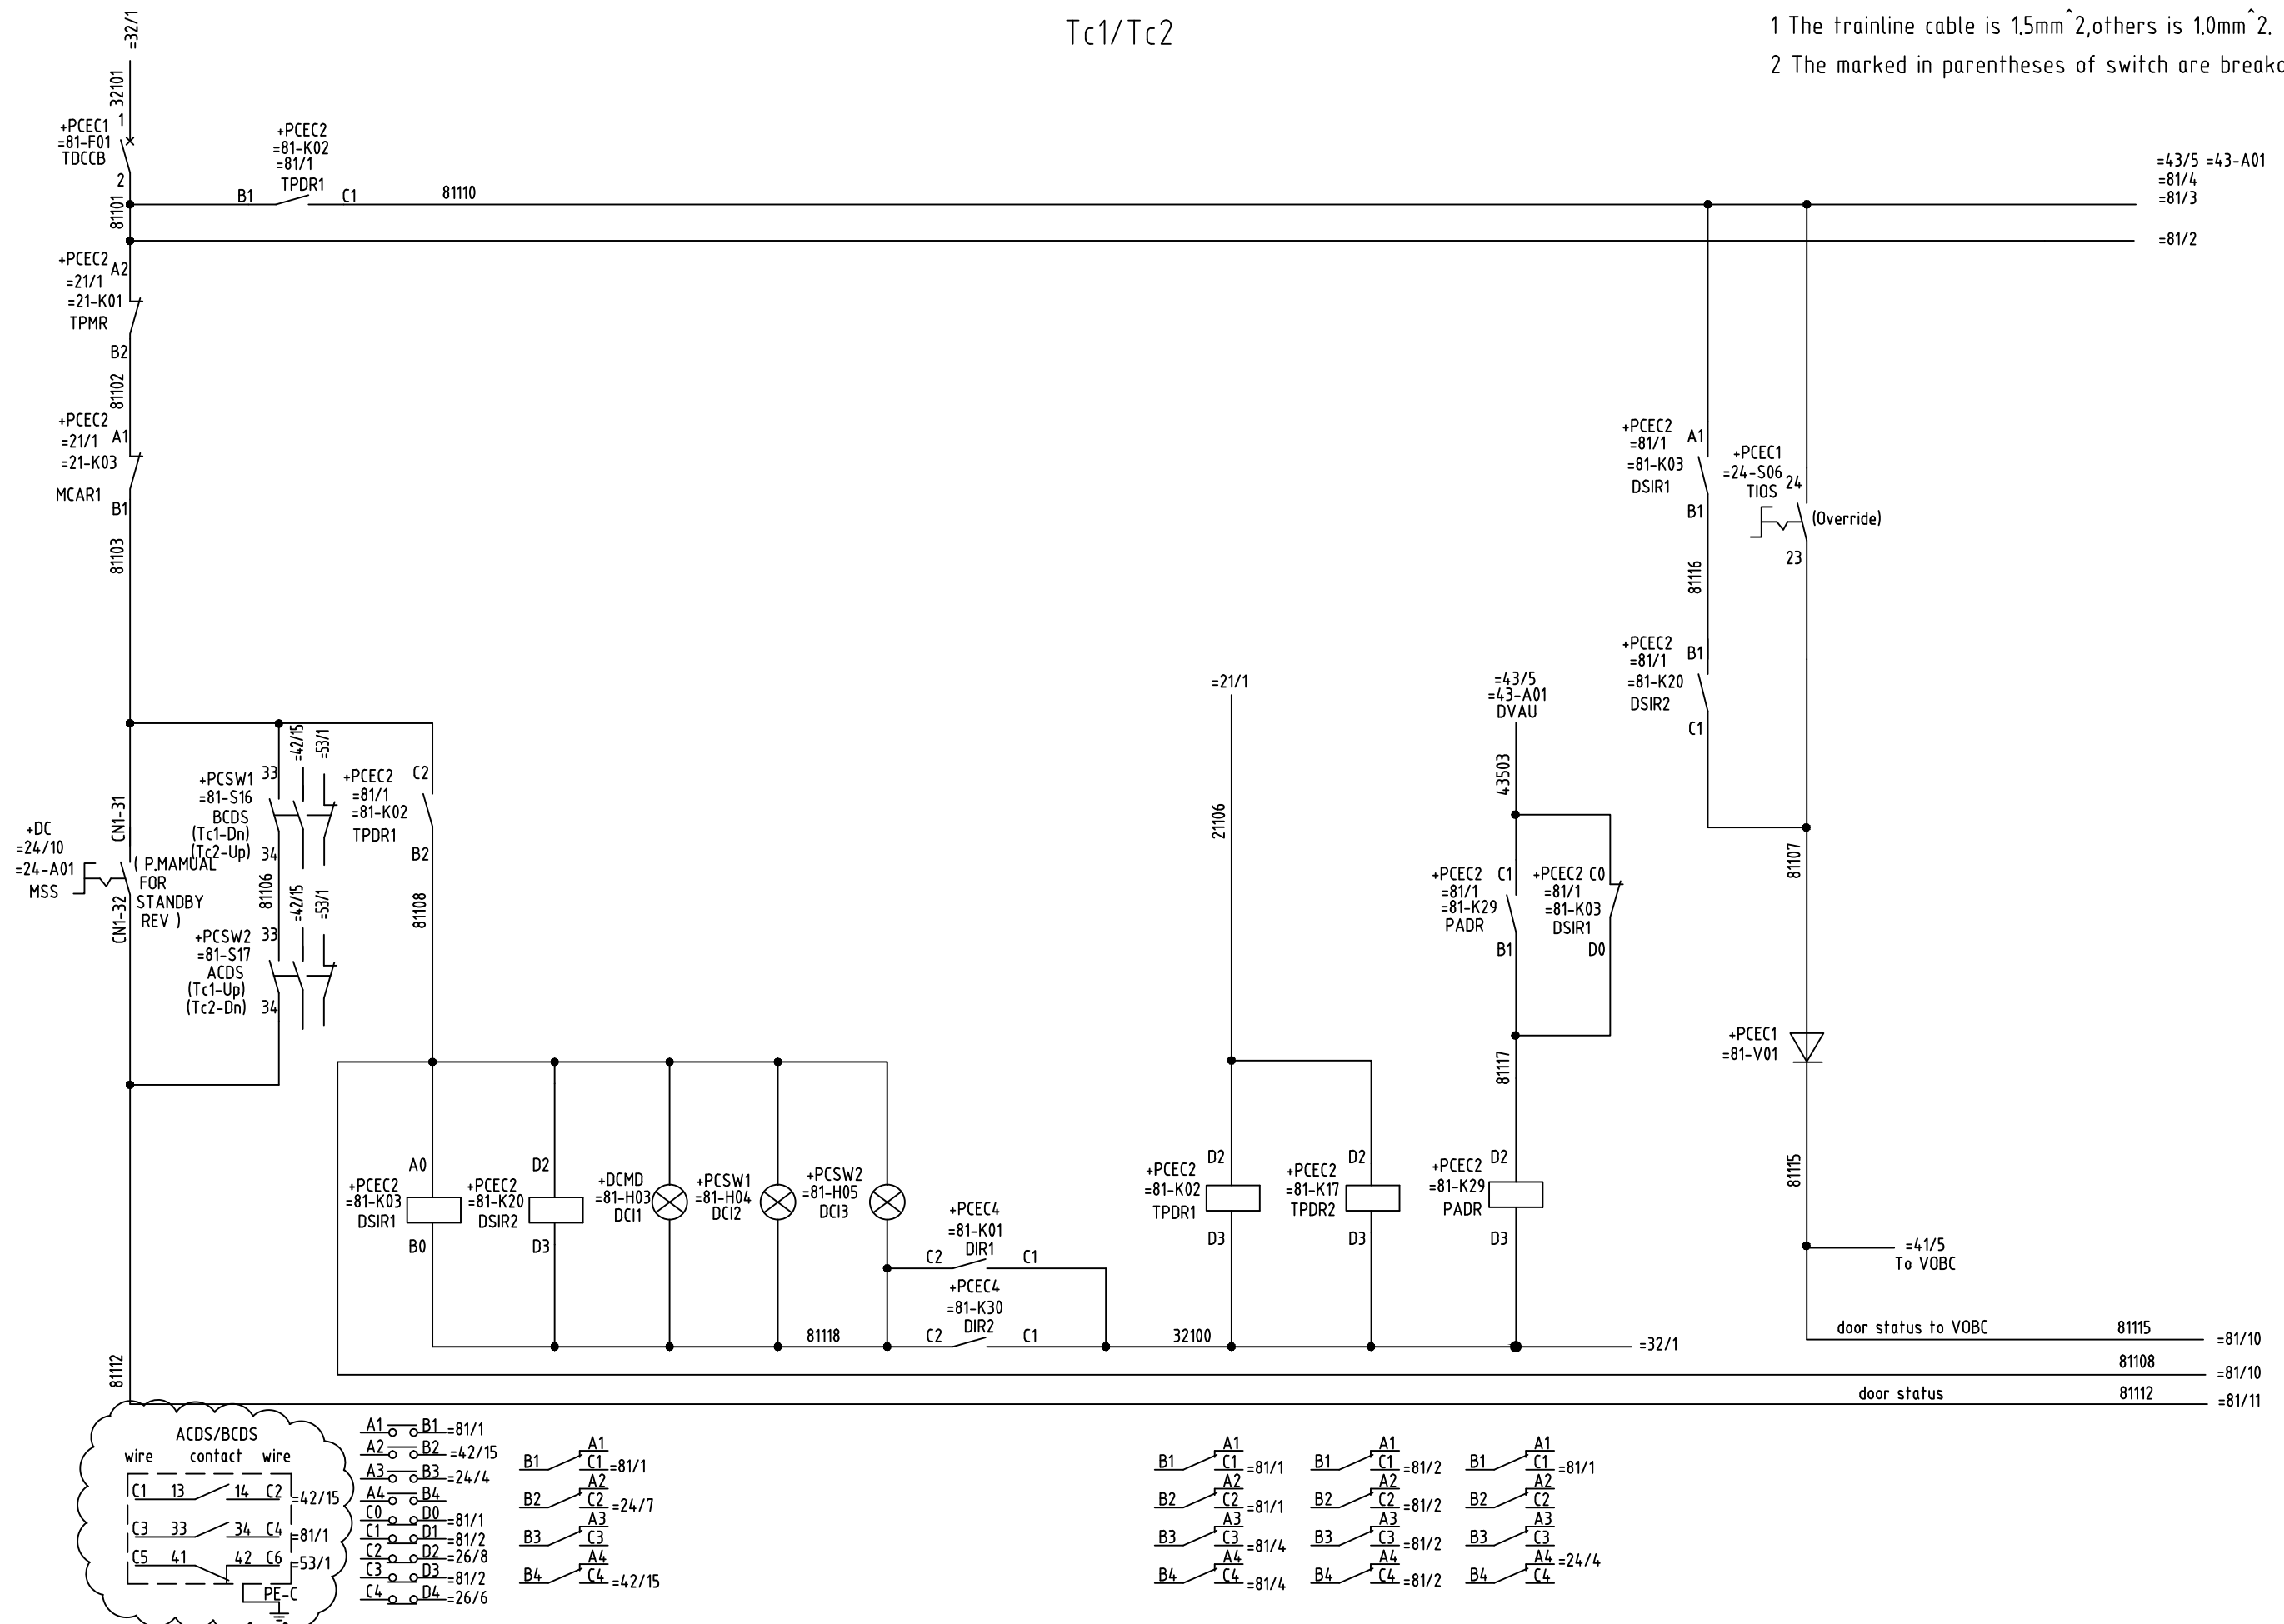 Tc1/Tc2
1 The trainline cable is 1.5mm^2,others is 1.0mm^2.
2 The marked in parentheses of switch are
=32/1
32101
1
+PCEC1
=81-F01
TDCCB
2
81101
+PCEC2
=81-K02
=81/1
TPDR1
B1
C1
81110
=43/5 =43-A01
=81/4
=81/3
=81/2
+PCEC2
A2
=21/1
=21-K01
TPMR
B2
81102
+PCEC2
=21/1
A1
=21-K03
MCAR1
B1
81103
+PCEC2
=81/1
A1
=81-K03
DSIR1
B1
81116
+PCEC1
=24-S06
24
TIOS
(Override)
23
+PCEC2
=81/1
B1
=81-K20
DSIR2
C1
81107
CN1-31
+DC
=24/10
=24-A01
MSS
( P.MAMUAL
FOR
STANDBY
REV )
CN1-32
=42/15
=53/1
33
+PCSW1
=81-S16
BCDS
(Tc1-Dn)
(Tc2-Up)
34
81106
=42/15
=53/1
33
+PCSW2
=81-S17
ACDS
(Tc1-Up)
(Tc2-Dn)
34
+PCEC2
C2
=81/1
=81-K02
TPDR1
B2
81108
=21/1
21106
=43/5
=43-A01
DVAU
43503
+PCEC2
C1
=81/1
=81-K29
PADR
B1
+PCEC2
C0
=81/1
=81-K03
DSIR1
D0
81117
+PCEC1
=81-V01
81115
A0
+PCEC2
=81-K03
DSIR1
B0
D2
+PCEC2
=81-K20
DSIR2
D3
+DCMD
=81-H03
DCI1
+PCSW1
=81-H04
DCI2
+PCSW2
=81-H05
DCI3
+PCEC4
=81-K01
DIR1
C2
C1
+PCEC4
=81-K30
DIR2
C2
C1
81118
32100
D2
+PCEC2
=81-K02
TPDR1
D3
D2
+PCEC2
=81-K17
TPDR2
D3
D2
+PCEC2
=81-K29
PADR
D3
=32/1
=41/5
To VOBC
door status to VOBC
81115
=81/10
81108
=81/10
door status
81112
=81/11
81112
ACDS/BCDS
wire contact wire
C1 13 14 C2 =42/15
C3 33 34 C4 =81/1
C5 41 42 C6 =53/1
PE-C
A1 B1 =81/1
A2 B2 =42/15
A3 B3 =24/4
A4 B4
C0 D0 =81/1
C1 D1 =81/2
C2 D2 =26/8
C3 D3 =81/2
C4 D4 =26/6
A1
B1 C1 =81/1
A2
B2 C2 =24/7
A3
B3 C3
A4
B4 C4 =42/15
A1
B1 C1 =81/1
A2
B2 C2 =81/1
A3
B3 C3 =81/4
A4
B4 C4 =81/4
A1
B1 C1 =81/2
A2
B2 C2 =81/2
A3
B3 C3 =81/2
A4
B4 C4 =81/2
A1
B1 C1 =81/1
A2
B2 C2
A3
B3 C3
A4 =24/4
B4 C4